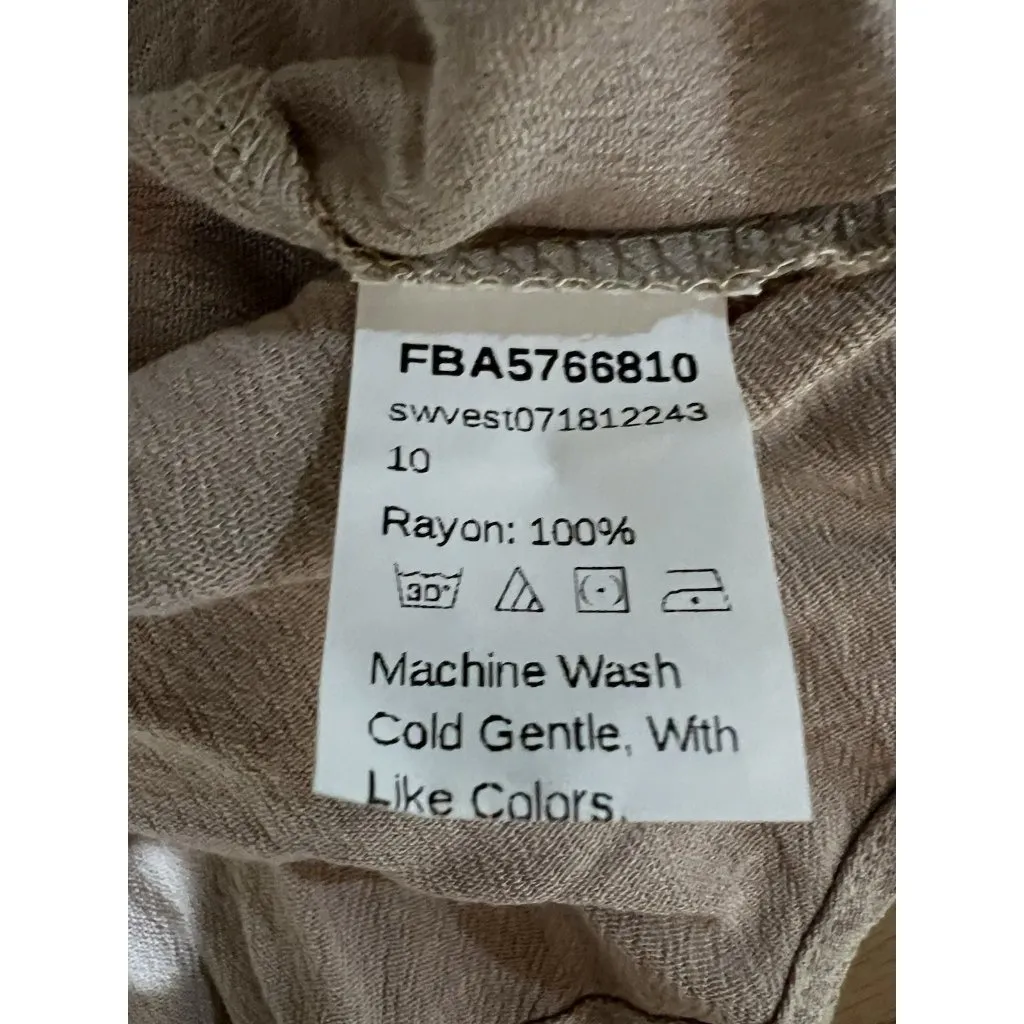 FBA5766810
swvest071812243
10
Rayon: 100%
30°
Machine Wash
Cold Gentle, With
Like Colors,